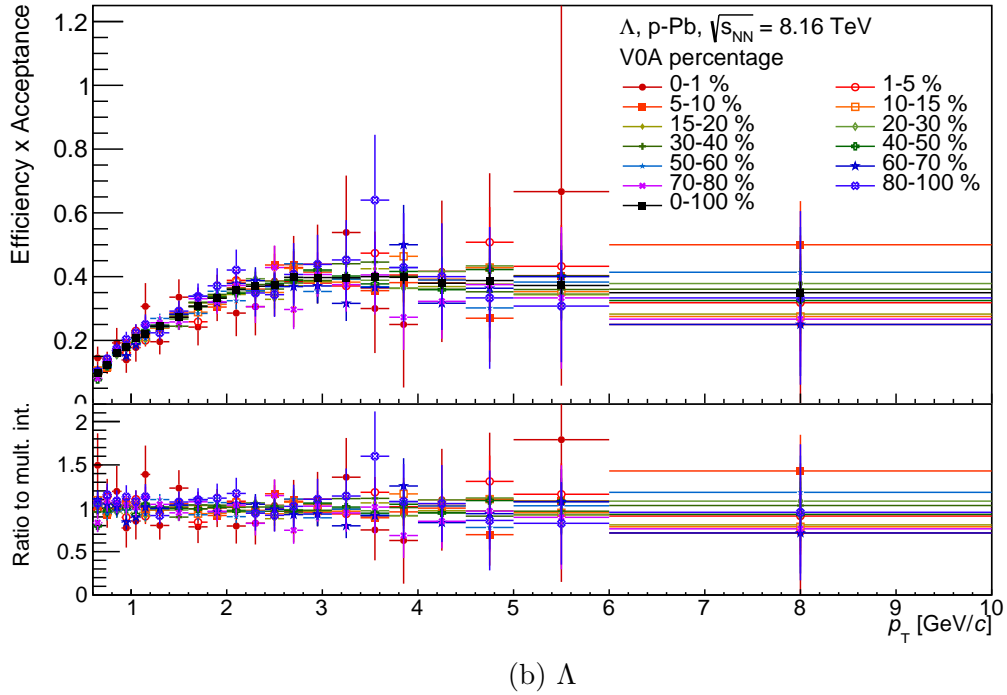 Efficiency x Acceptance
1.2
1
0.8
0.6
0.4
0.2
0
Λ, p-Pb, √s_NN = 8.16 TeV
V0A percentage
0-1 % 1-5 %
5-10 % 10-15 %
15-20 % 20-30 %
30-40 % 40-50 %
50-60 % 60-70 %
70-80 % 80-100 %
0-100 %
Ratio to mult. int.
2
1.5
1
0.5
0
1 2 3 4 5 6 7 8 9 10
p_T [GeV/c]
(b) Λ